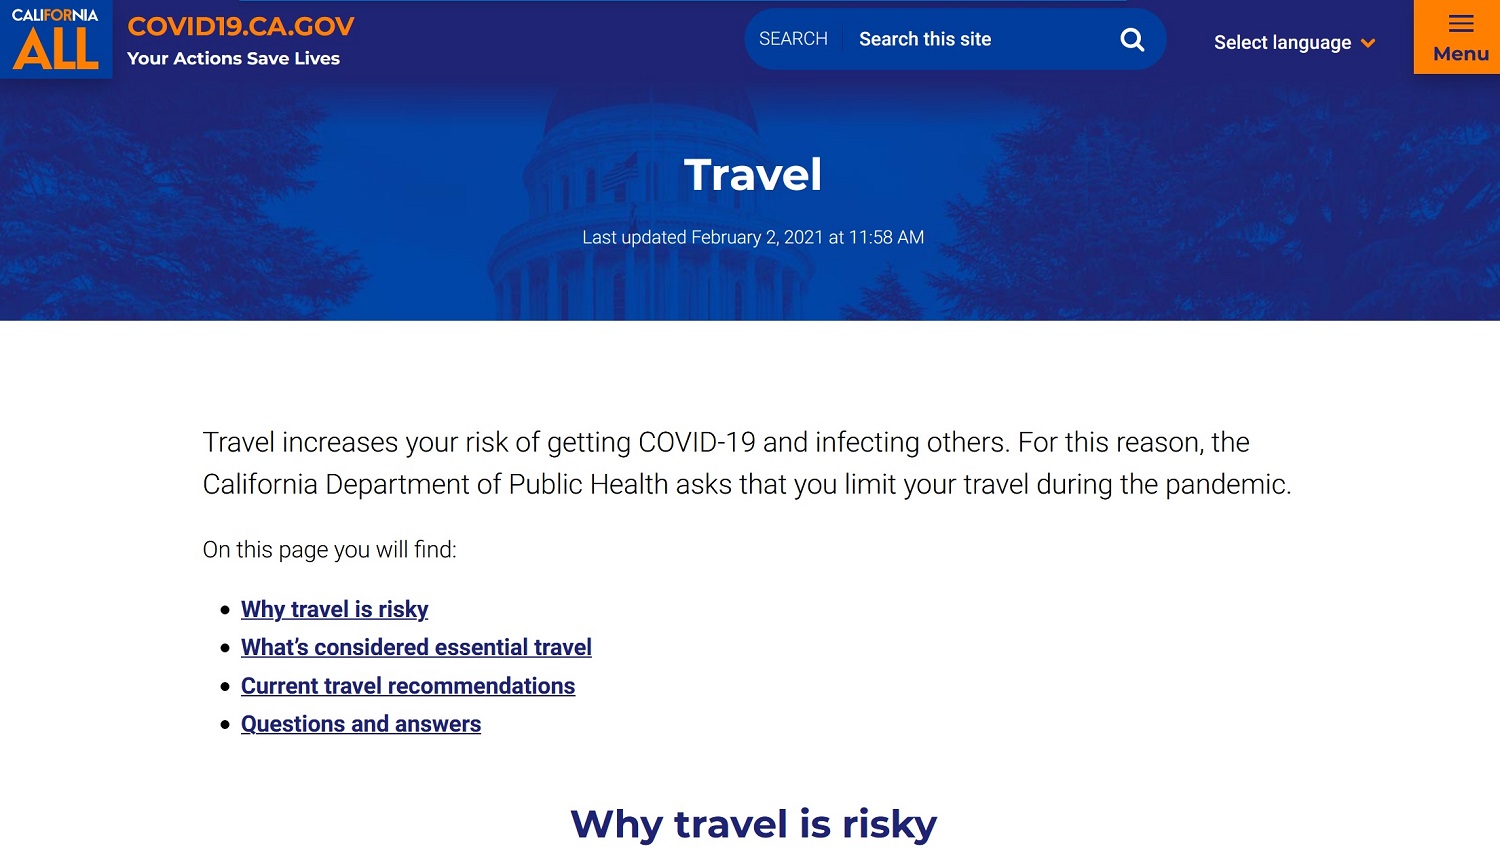 CALIFORNIA
ALL
COVID19.CA.GOV
Your Actions Save Lives
SEARCH Search this site
Select language
Menu
Travel
Last updated February 2, 2021 at 11:58 AM
Travel increases your risk of getting COVID-19 and infecting others. For this reason, the
California Department of Public Health asks that you limit your travel during the pandemic.
On this page you will find:
Why travel is risky
What's considered essential travel
Current travel recommendations
Questions and answers
Why travel is risky